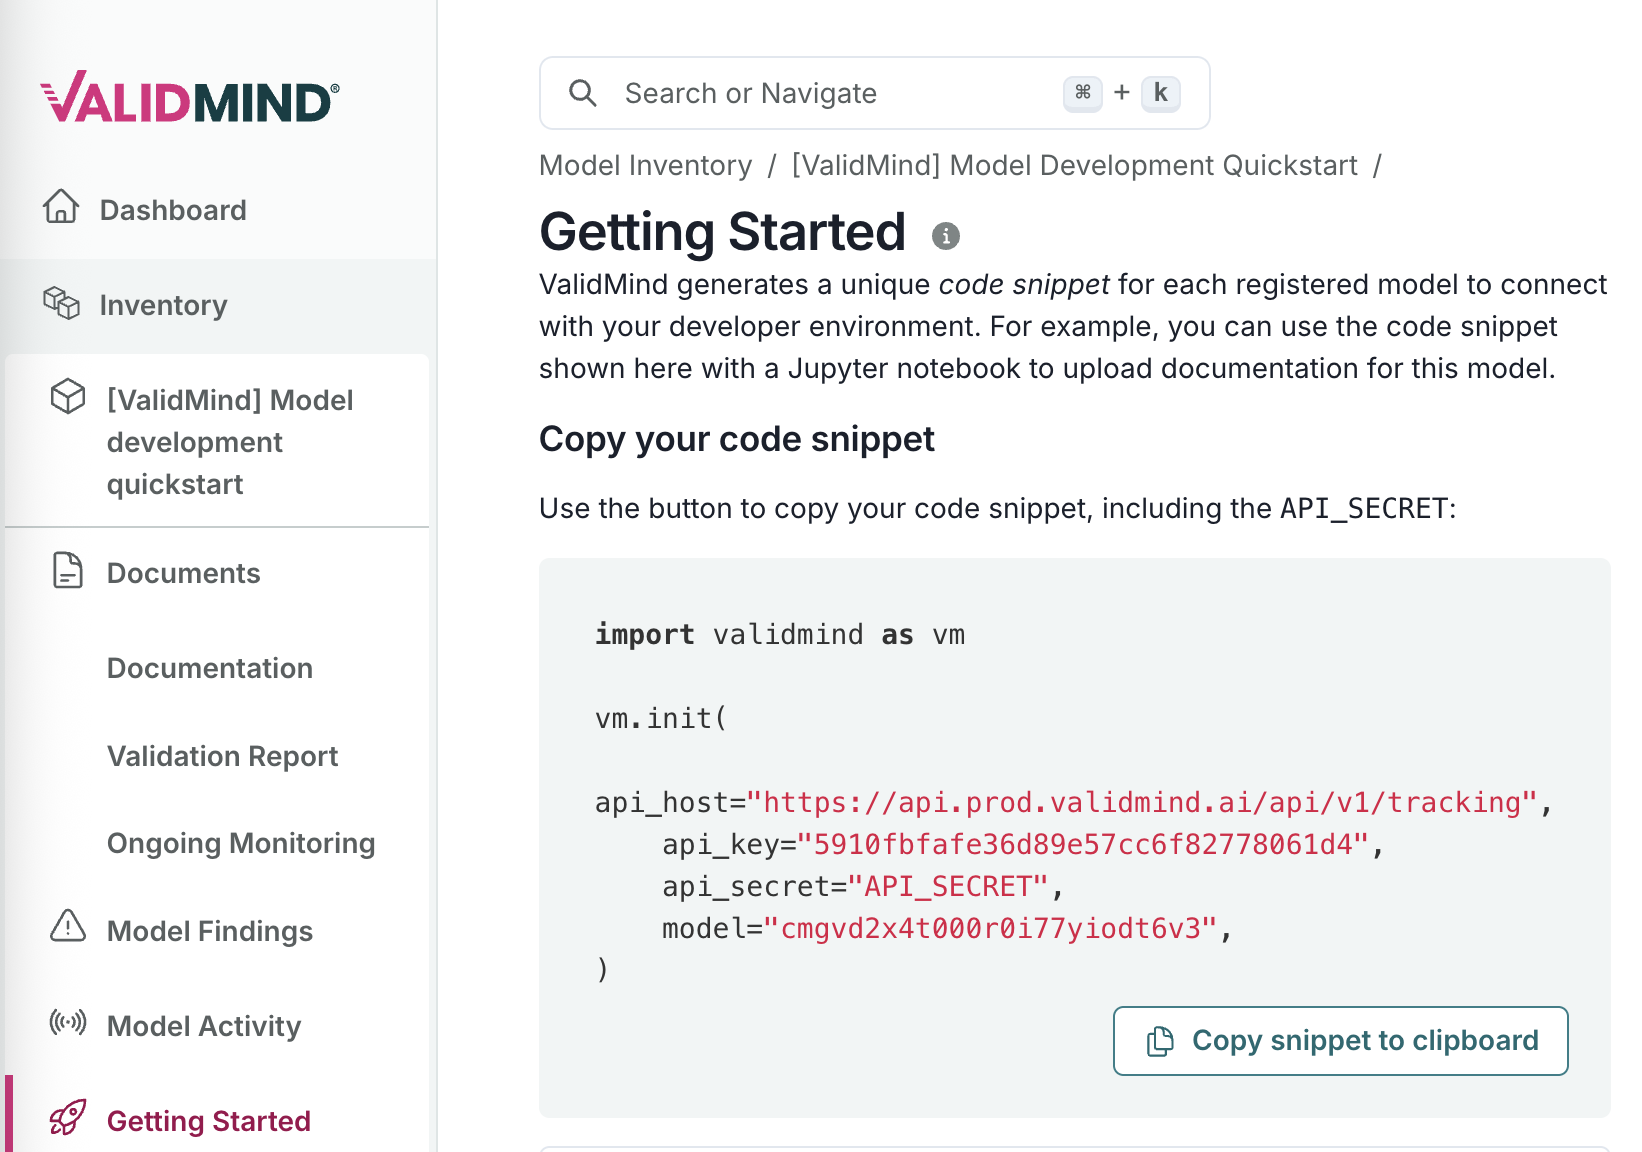 VALIDMIND®
Dashboard
Inventory
[ValidMind] Model
development
quickstart
Documents
Documentation
Validation Report
Ongoing Monitoring
Model Findings
Model Activity
Getting Started
Search or Navigate ⌘ + k
Model Inventory / [ValidMind] Model Development Quickstart /
Getting Started
ValidMind generates a unique code snippet for each registered model to connect
with your developer environment. For example, you can use the code snippet
shown here with a Jupyter notebook to upload documentation for this model.
Copy your code snippet
Use the button to copy your code snippet, including the API_SECRET:
import validmind as vm
vm.init(
api_host="https://api.prod.validmind.ai/api/v1/tracking",
    api_key="5910fbfafe36d89e57cc6f82778061d4",
    api_secret="API_SECRET",
    model="cmgvd2x4t000r0i77yiodt6v3",
)
Copy snippet to clipboard